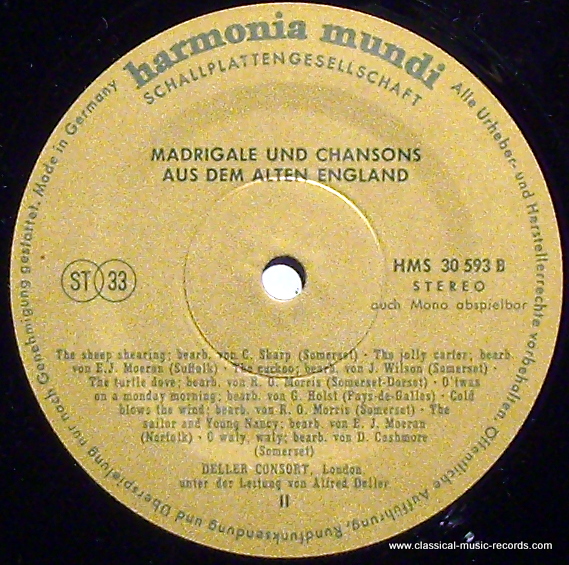 harmonia mundi
SCHALLPLATTENGESELLSCHAFT
Alle Urheber- und Herstellerrechte vorbehalten. Öffentliche Aufführung, Rundfunksendung und Überspielung nur nach Genehmigung gestattet. Made in Germany
MADRIGALE UND CHANSONS
AUS DEM ALTEN ENGLAND
ST 33
HMS 30 593 B
STEREO
auch Mono abspielbar
The sheep shearing; bearb. von C. Sharp (Somerset) · The jolly carter; bearb.
von E.J. Moeran (Suffolk) · The cuckoo; bearb. von J. Wilson (Somerset) ·
The turtle dove; bearb. von R. O. Morris (Somerset-Dorset) · O'twas
on a monday morning; bearb. von G. Holst (Pays-de-Galles) · Cold
blows the wind; bearb. von R. O. Morris (Somerset) · The
sailor and Young Nancy; bearb. von E. J. Moeran
(Norfolk) · O waly, waly; bearb. von D. Cashmore
(Somerset)
DELLER CONSORT, London
unter der Leitung von Alfred Deller
II
www.classical-music-records.com